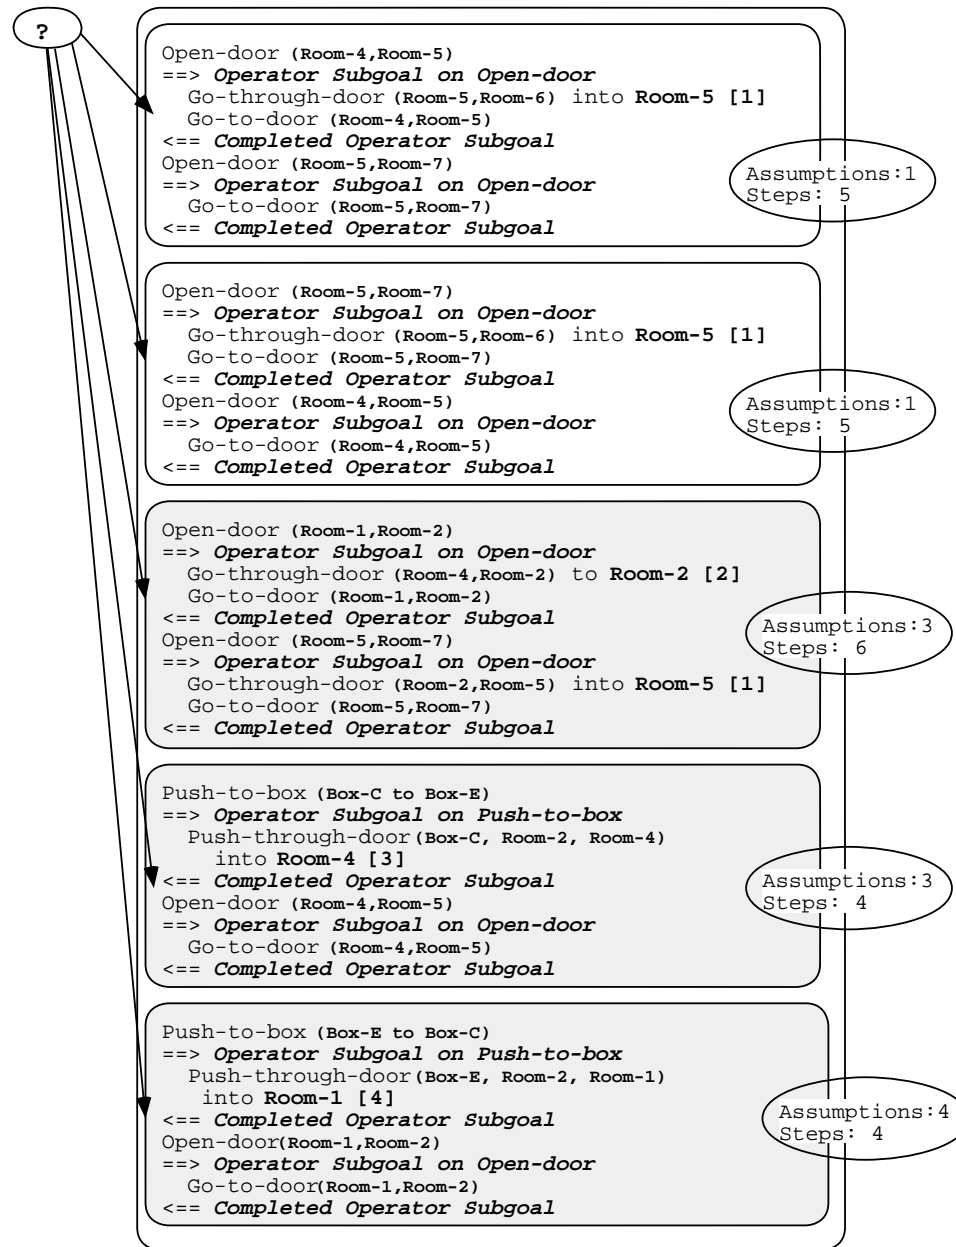 ?
Open-door (Room-4,Room-5)
==> Operator Subgoal on Open-door
Go-through-door (Room-5,Room-6) into Room-5 [1]
Go-to-door (Room-4,Room-5)
<== Completed Operator Subgoal
Open-door (Room-5,Room-7)
==> Operator Subgoal on Open-door
Go-to-door (Room-5,Room-7)
<== Completed Operator Subgoal
Assumptions:1
Steps: 5
Open-door (Room-5,Room-7)
==> Operator Subgoal on Open-door
Go-through-door (Room-5,Room-6) into Room-5 [1]
Go-to-door (Room-5,Room-7)
<== Completed Operator Subgoal
Open-door (Room-4,Room-5)
==> Operator Subgoal on Open-door
Go-to-door (Room-4,Room-5)
<== Completed Operator Subgoal
Assumptions:1
Steps: 5
Open-door (Room-1,Room-2)
==> Operator Subgoal on Open-door
Go-through-door (Room-4,Room-2) to Room-2 [2]
Go-to-door (Room-1,Room-2)
<== Completed Operator Subgoal
Open-door (Room-5,Room-7)
==> Operator Subgoal on Open-door
Go-through-door (Room-2,Room-5) into Room-5 [1]
Go-to-door (Room-5,Room-7)
<== Completed Operator Subgoal
Assumptions:3
Steps: 6
Push-to-box (Box-C to Box-E)
==> Operator Subgoal on Push-to-box
Push-through-door (Box-C, Room-2, Room-4)
into Room-4 [3]
<== Completed Operator Subgoal
Open-door (Room-4,Room-5)
==> Operator Subgoal on Open-door
Go-to-door (Room-4,Room-5)
<== Completed Operator Subgoal
Assumptions:3
Steps: 4
Push-to-box (Box-E to Box-C)
==> Operator Subgoal on Push-to-box
Push-through-door (Box-E, Room-2, Room-1)
into Room-1 [4]
<== Completed Operator Subgoal
Open-door(Room-1,Room-2)
==> Operator Subgoal on Open-door
Go-to-door(Room-1,Room-2)
<== Completed Operator Subgoal
Assumptions:4
Steps: 4